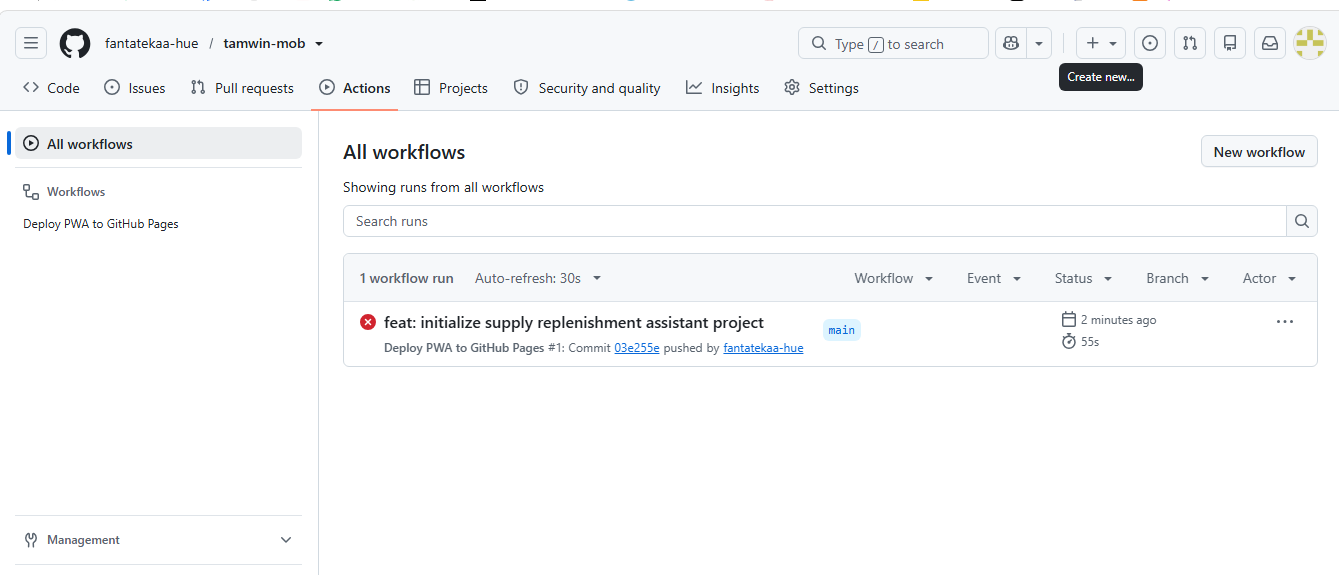 fantatekaa-hue / tamwin-mob
Type / to search
Create new...
Code Issues Pull requests Actions Projects Security and quality Insights Settings
All workflows
Workflows
Deploy PWA to GitHub Pages
Management
All workflows
New workflow
Showing runs from all workflows
Search runs
1 workflow run Auto-refresh: 30s Workflow Event Status Branch Actor
feat: initialize supply replenishment assistant project
Deploy PWA to GitHub Pages #1: Commit 03e255e pushed by fantatekaa-hue
main
2 minutes ago
55s